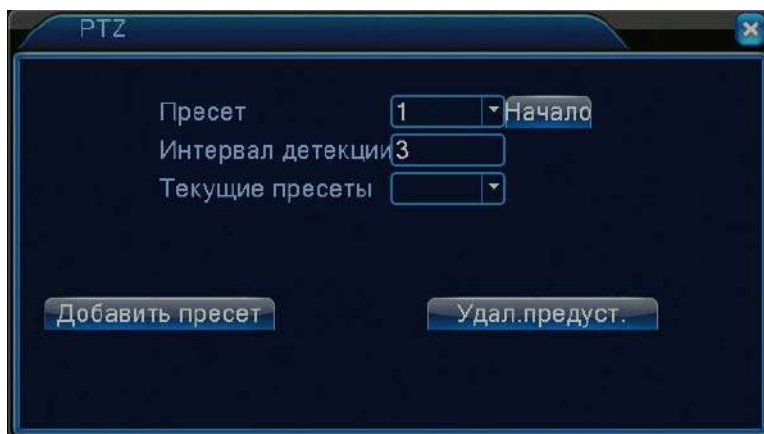 PTZ
Пресет 1 Начало
Интервал детекции 3
Текущие пресеты
Добавить пресет Удал.предуст.